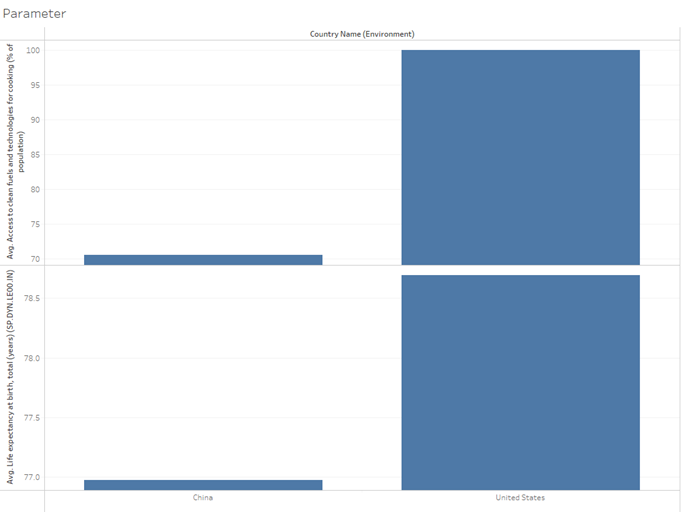 Parameter
Country Name (Environment)
Avg. Access to clean fuels and technologies for cooking (% of
population)
100
95
90
85
80
75
70
Avg. Life expectancy at birth, total (years) (SP.DYN.LE00.IN)
78.5
78.0
77.5
77.0
China
United States